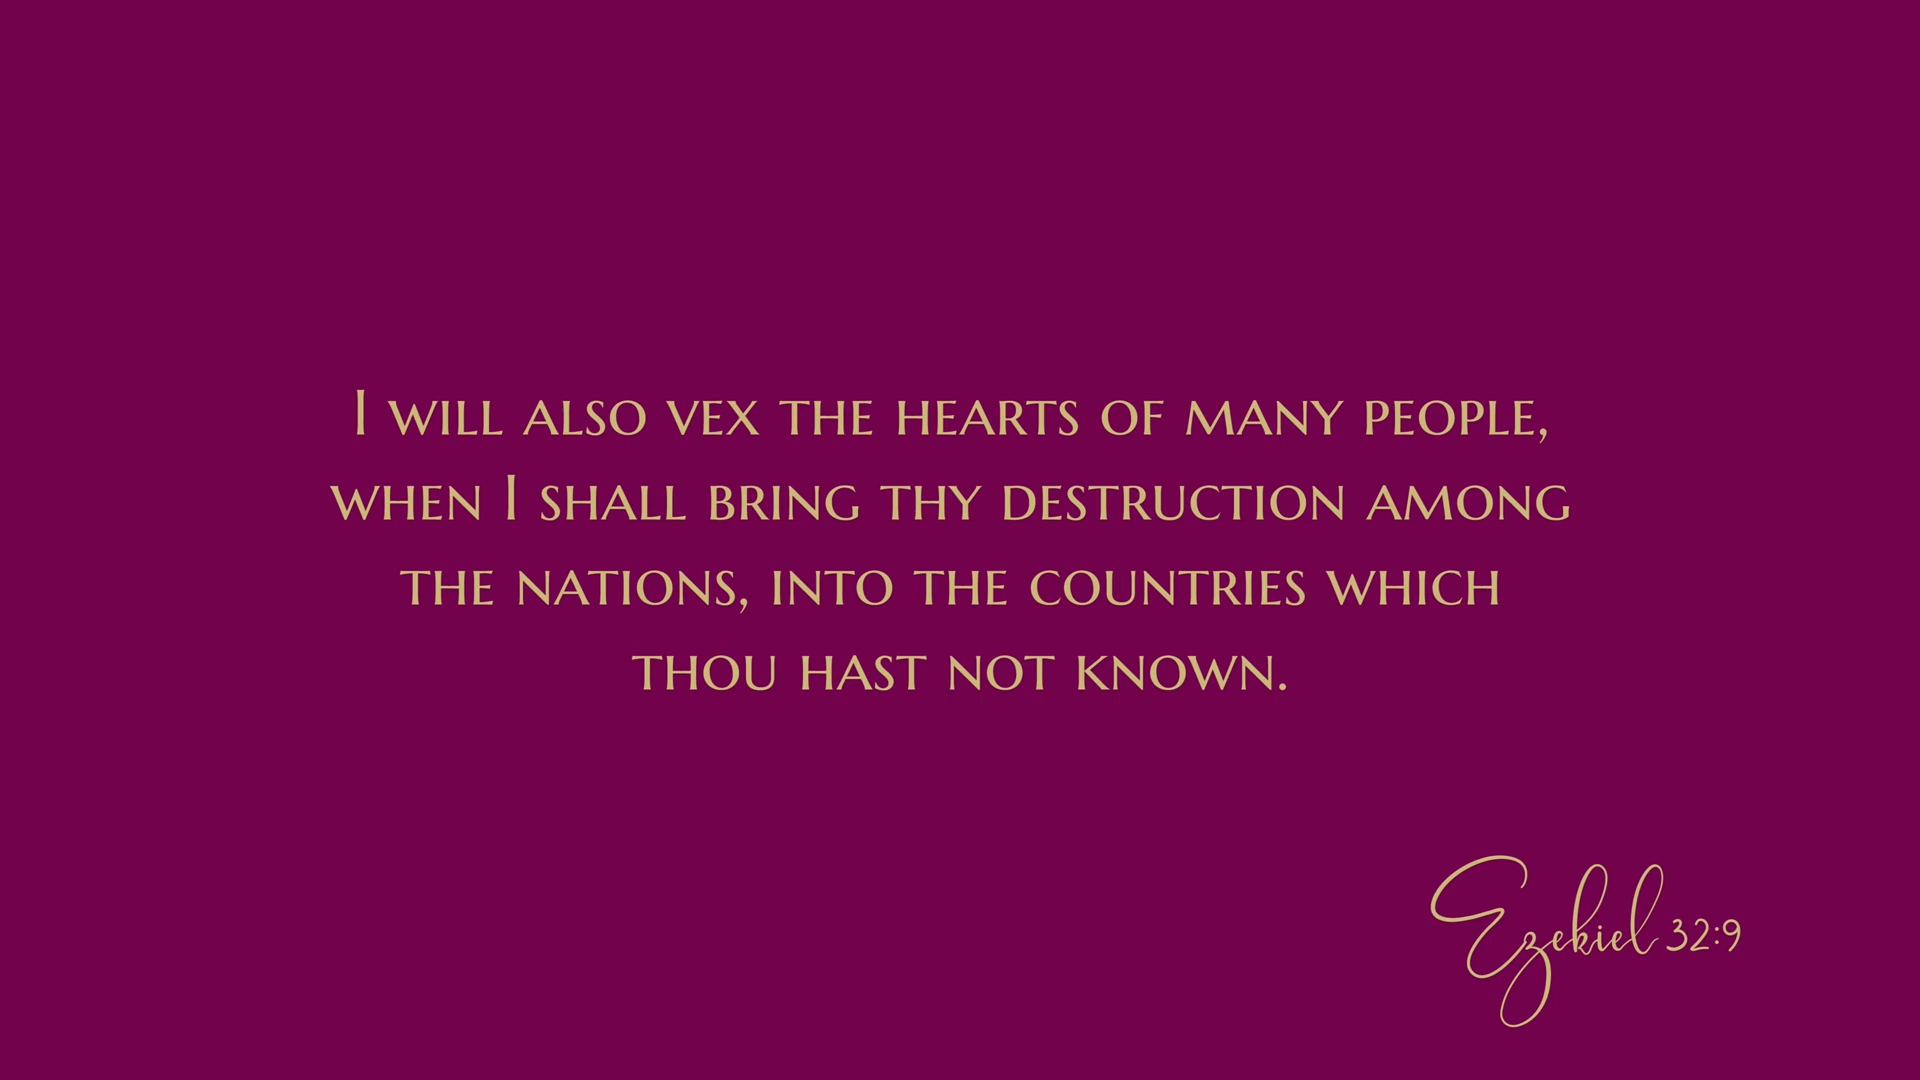 I will also vex the hearts of many people,
when I shall bring thy destruction among
the nations, into the countries which
thou hast not known.
Ezekiel 32:9